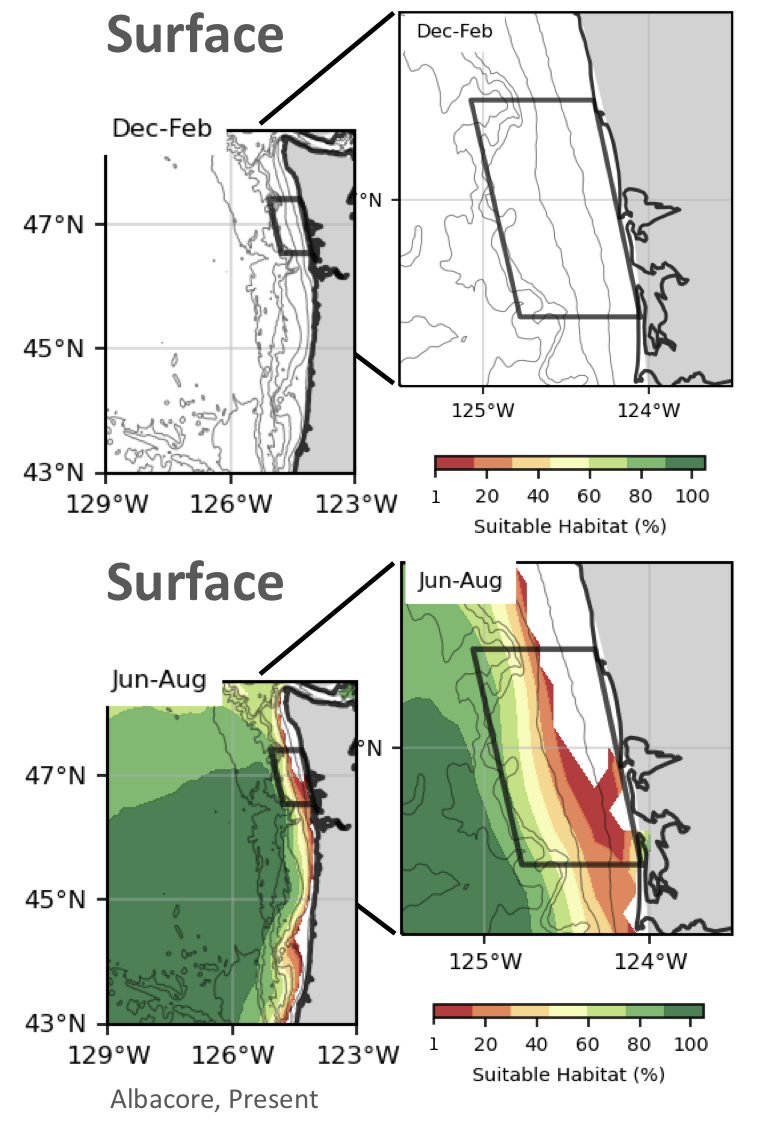 Surface
Dec-Feb
Dec-Feb
47°N
°N
45°N
43°N
129°W 126°W 123°W
125°W 124°W
1 20 40 60 80 100
Suitable Habitat (%)
Surface
Jun-Aug
Jun-Aug
47°N
°N
45°N
43°N
129°W 126°W 123°W
125°W 124°W
1 20 40 60 80 100
Suitable Habitat (%)
Albacore, Present